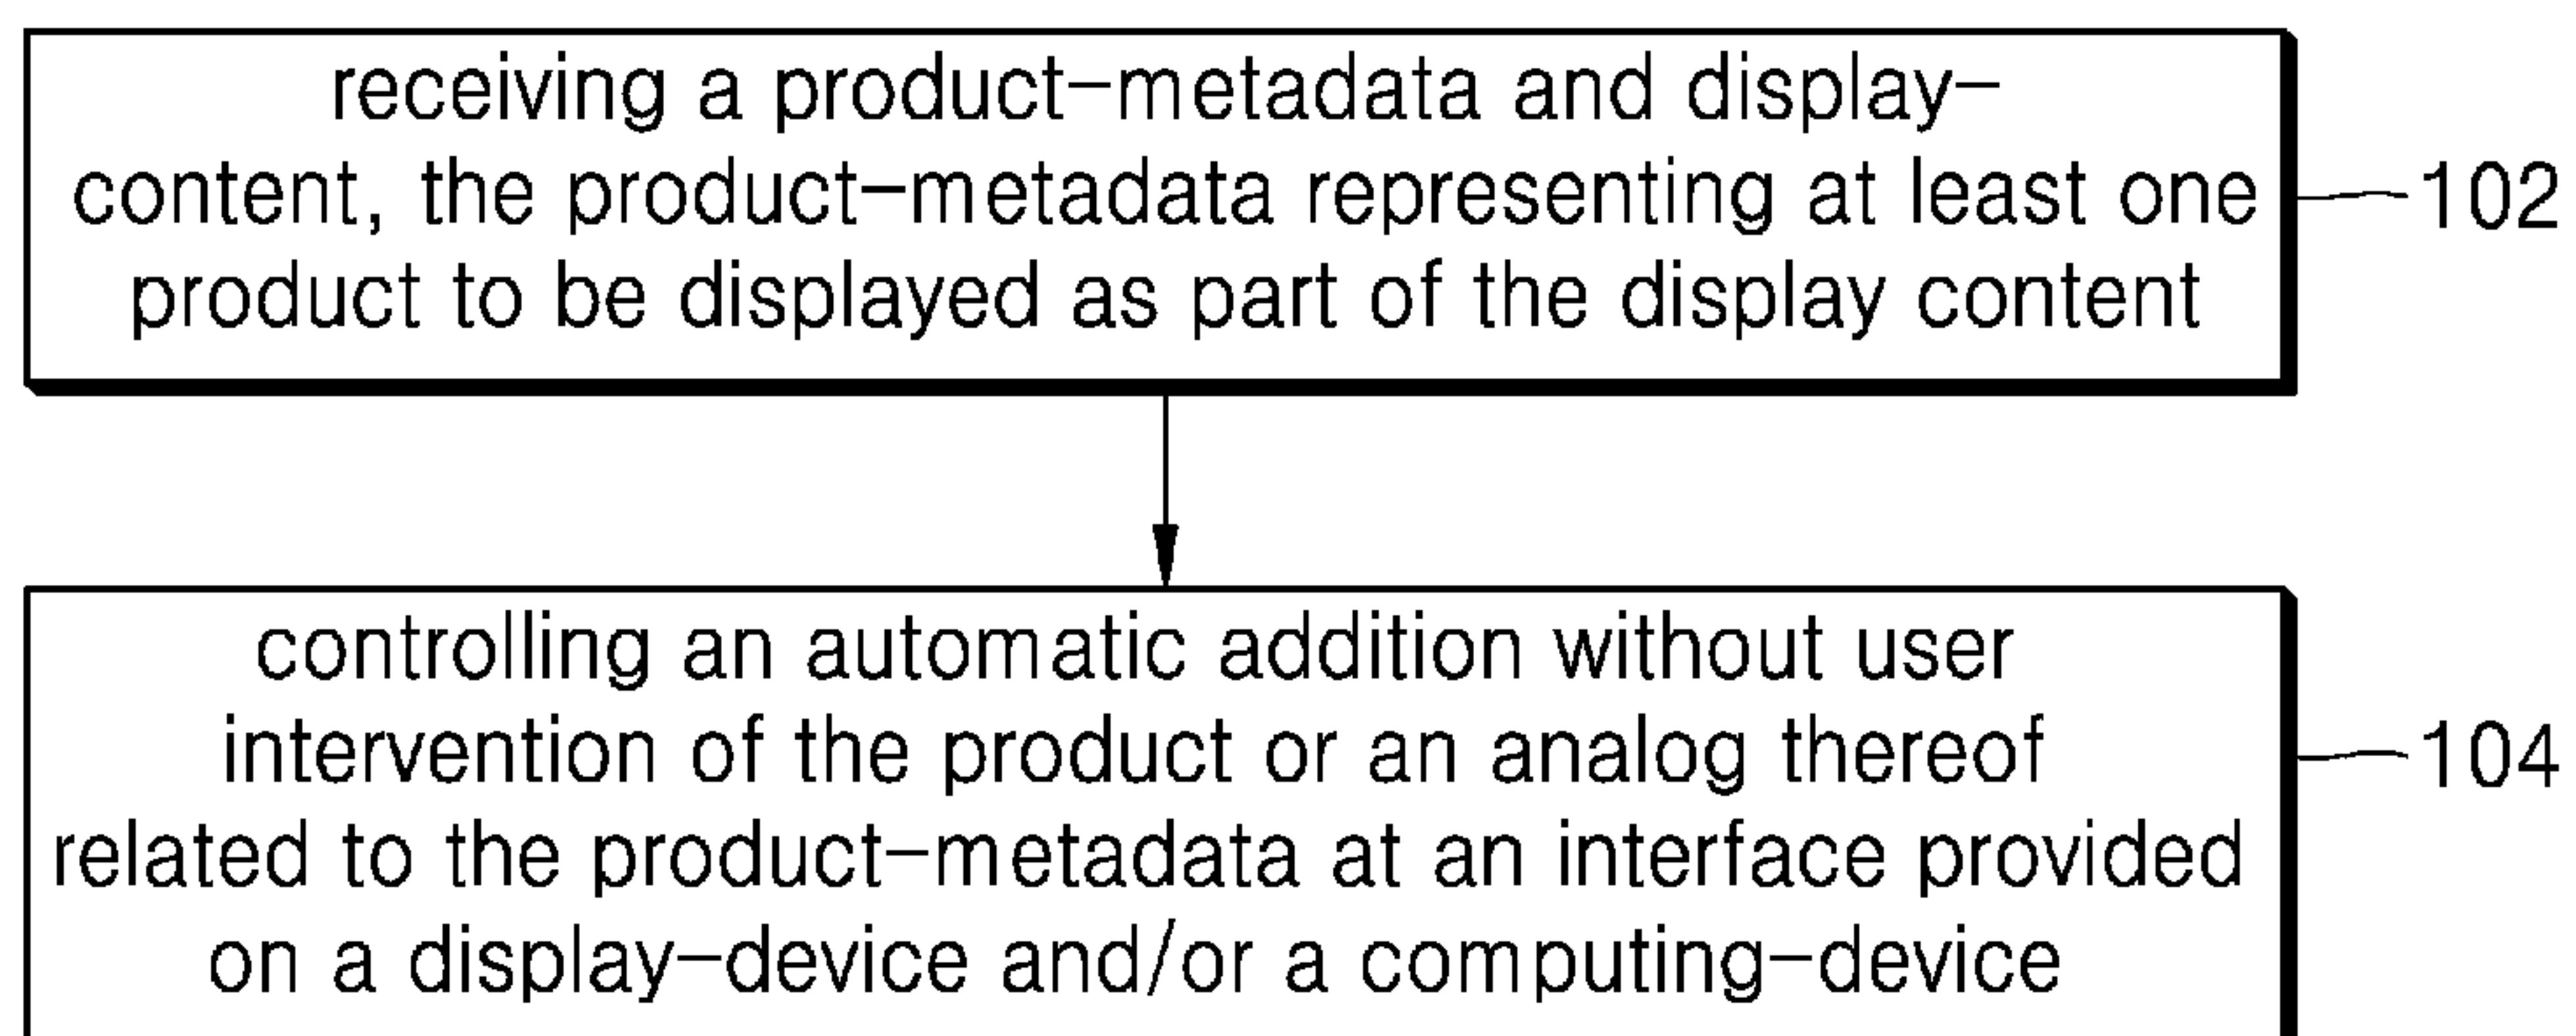 receiving a product-metadata and display-
content, the product-metadata representing at least one
product to be displayed as part of the display content
102
controlling an automatic addition without user
intervention of the product or an analog thereof
related to the product-metadata at an interface provided
on a display-device and/or a computing-device
104